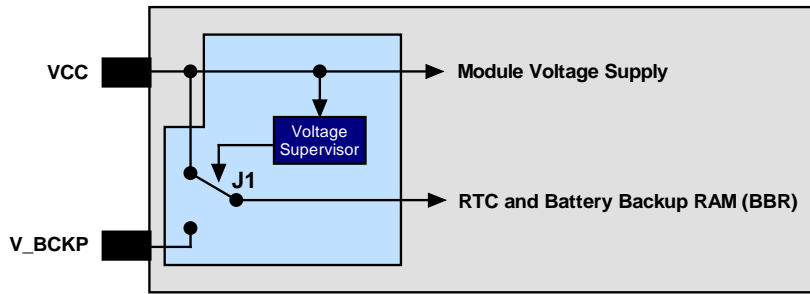 VCC
Module Voltage Supply
Voltage
Supervisor
J1
RTC and Battery Backup RAM (BBR)
V_BCKP